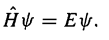 Ĥψ = Eψ.